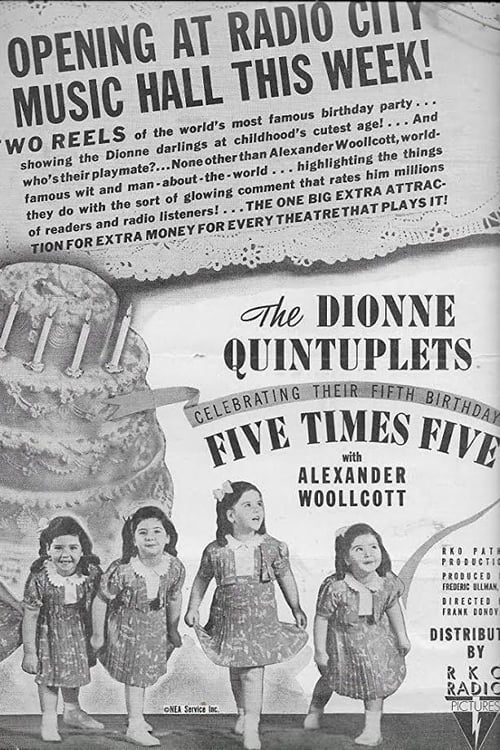 OPENING AT RADIO CITY
MUSIC HALL THIS WEEK!
WO REELS of the world's most famous birthday party...
showing the Dionne darlings at childhood's cutest age!... And
who's their playmate?... None other than Alexander Woollcott, world-
famous wit and man-about-the-world... highlighting the things
they do with the sort of glowing comment that rates him millions
of readers and radio listeners!... THE ONE BIG EXTRA ATTRAC-
TION FOR EXTRA MONEY FOR EVERY THEATRE THAT PLAYS IT!
The DIONNE
QUINTUPLETS
CELEBRATING THEIR FIFTH BIRTHDAY
FIVE TIMES FIVE
with
ALEXANDER
WOOLLCOTT
RKO PATH
PRODUCTIO
PRODUCED
FREDERIC ULLMAN,
DIRECTED
FRANK DONOV
DISTRIBUT
BY
RKO
RADIO
PICTURES
©NEA Service Inc.